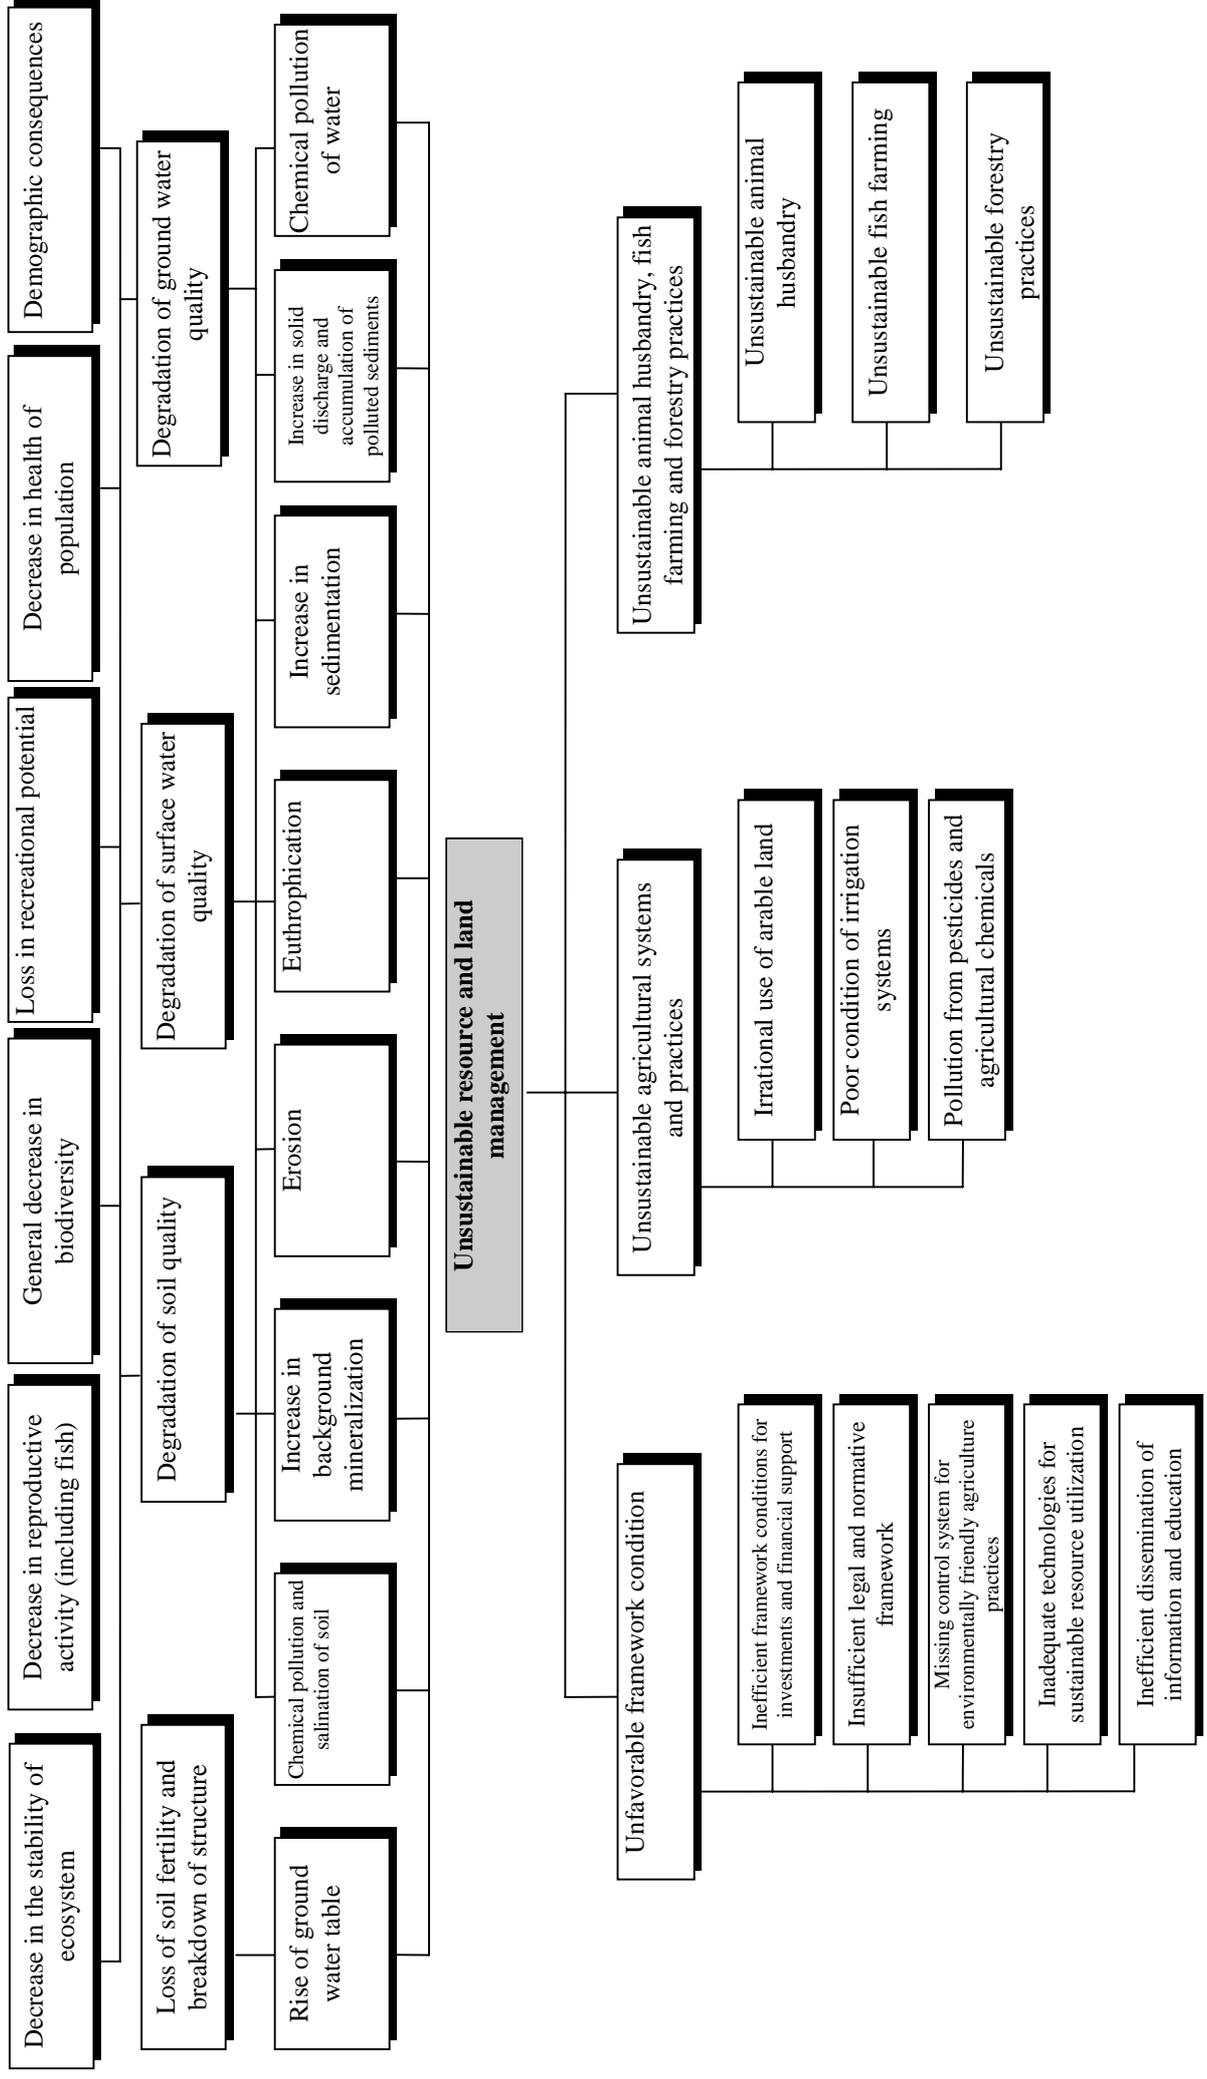 Decrease in the stability of
ecosystem
Decrease in reproductive
activity (including fish)
General decrease in
biodiversity
Loss in recreational potential
Decrease in health of
population
Demographic consequences
Loss of soil fertility and
breakdown of structure
Degradation of soil quality
Degradation of surface water
quality
Degradation of ground water
quality
Rise of ground
water table
Chemical pollution and
salination of soil
Increase in
background
mineralization
Erosion
Euthrophication
Increase in
sedimentation
Increase in solid
discharge and
accumulation of
polluted sediments
Chemical pollution
of water
Unsustainable resource and land
management
Unfavorable framework condition
Inefficient framework conditions for
investments and financial support
Insufficient legal and normative
framework
Missing control system for
environmentally friendly agriculture
practices
Inadequate technologies for
sustainable resource utilization
Inefficient dissemination of
information and education
Unsustainable agricultural systems
and practices
Irrational use of arable land
Poor condition of irrigation
systems
Pollution from pesticides and
agricultural chemicals
Unsustainable animal husbandry, fish
farming and forestry practices
Unsustainable animal
husbandry
Unsustainable fish farming
Unsustainable forestry
practices